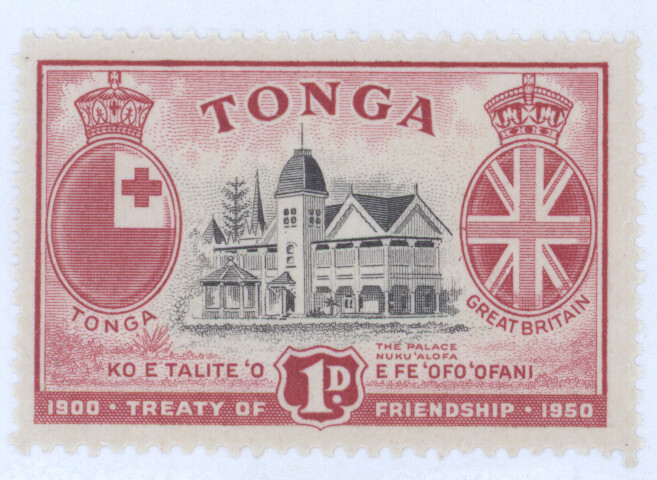 TONGA
TONGA
GREAT BRITAIN
THE PALACE
NUKU‘ALOFA
KO E TALITE ‘O
1D.
E FE ‘OFO ‘OFANI
1900 · TREATY OF FRIENDSHIP · 1950